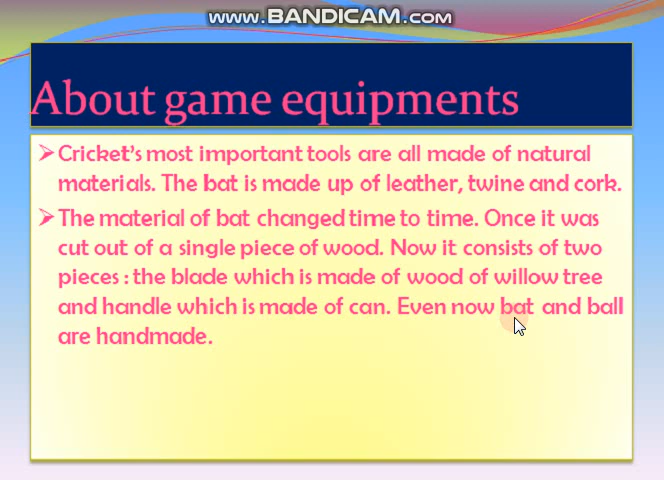 www.BANDICAM.com
About game equipments
➢Cricket's most important tools are all made of natural
materials. The bat is made up of leather, twine and cork.
➢The material of bat changed time to time. Once it was
cut out of a single piece of wood. Now it consists of two
pieces : the blade which is made of wood of willow tree
and handle which is made of can. Even now bat and ball
are handmade.